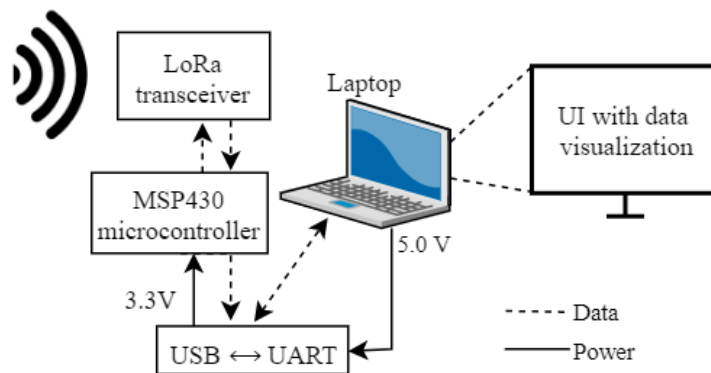 LoRa
transceiver
Laptop
UI with data
visualization
MSP430
microcontroller
5.0 V
3.3V
USB ↔ UART
Data
Power